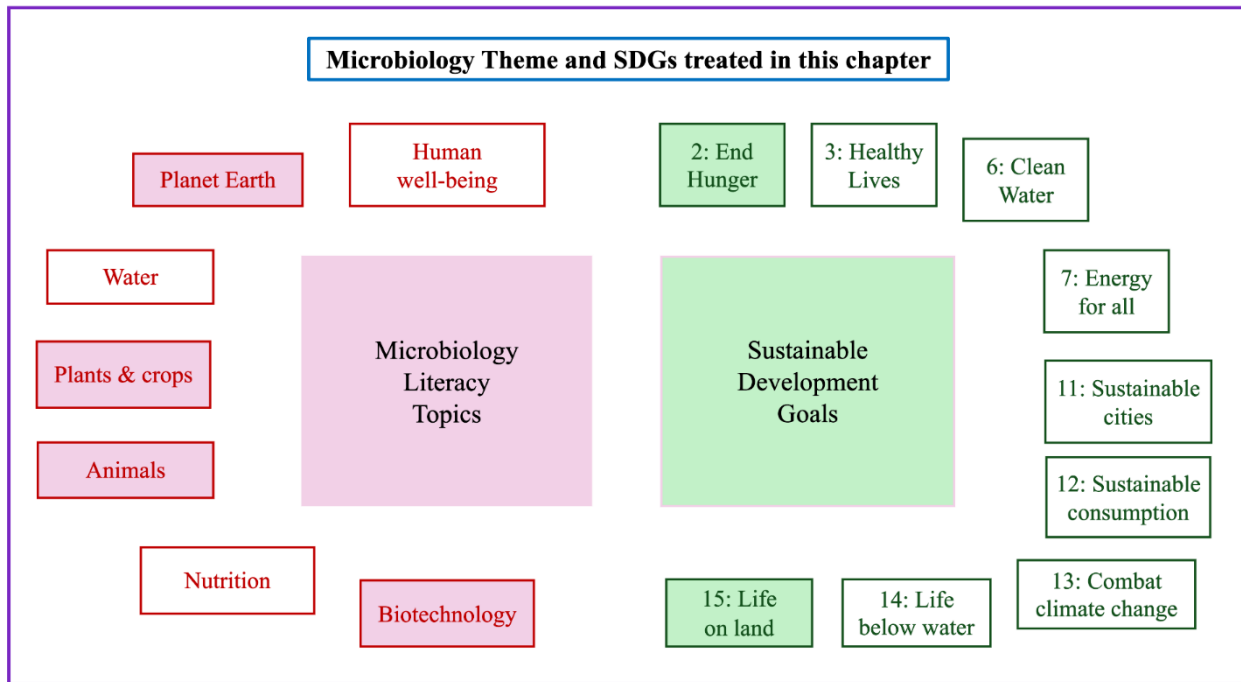 Microbiology Theme and SDGs treated in this chapter
Planet Earth
Human
well-being
Water
Plants & crops
Animals
Nutrition
Biotechnology
Microbiology
Literacy
Topics
2: End
Hunger
3: Healthy
Lives
6: Clean
Water
7: Energy
for all
11: Sustainable
cities
12: Sustainable
consumption
13: Combat
climate change
14: Life
below water
15: Life
on land
Sustainable
Development
Goals